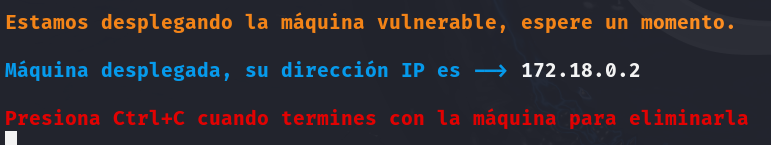 Estamos desplegando la máquina vulnerable, espere un momento.
Máquina desplegada, su dirección IP es ⟶ 172.18.0.2
Presiona Ctrl+C cuando termines con la máquina para eliminarla